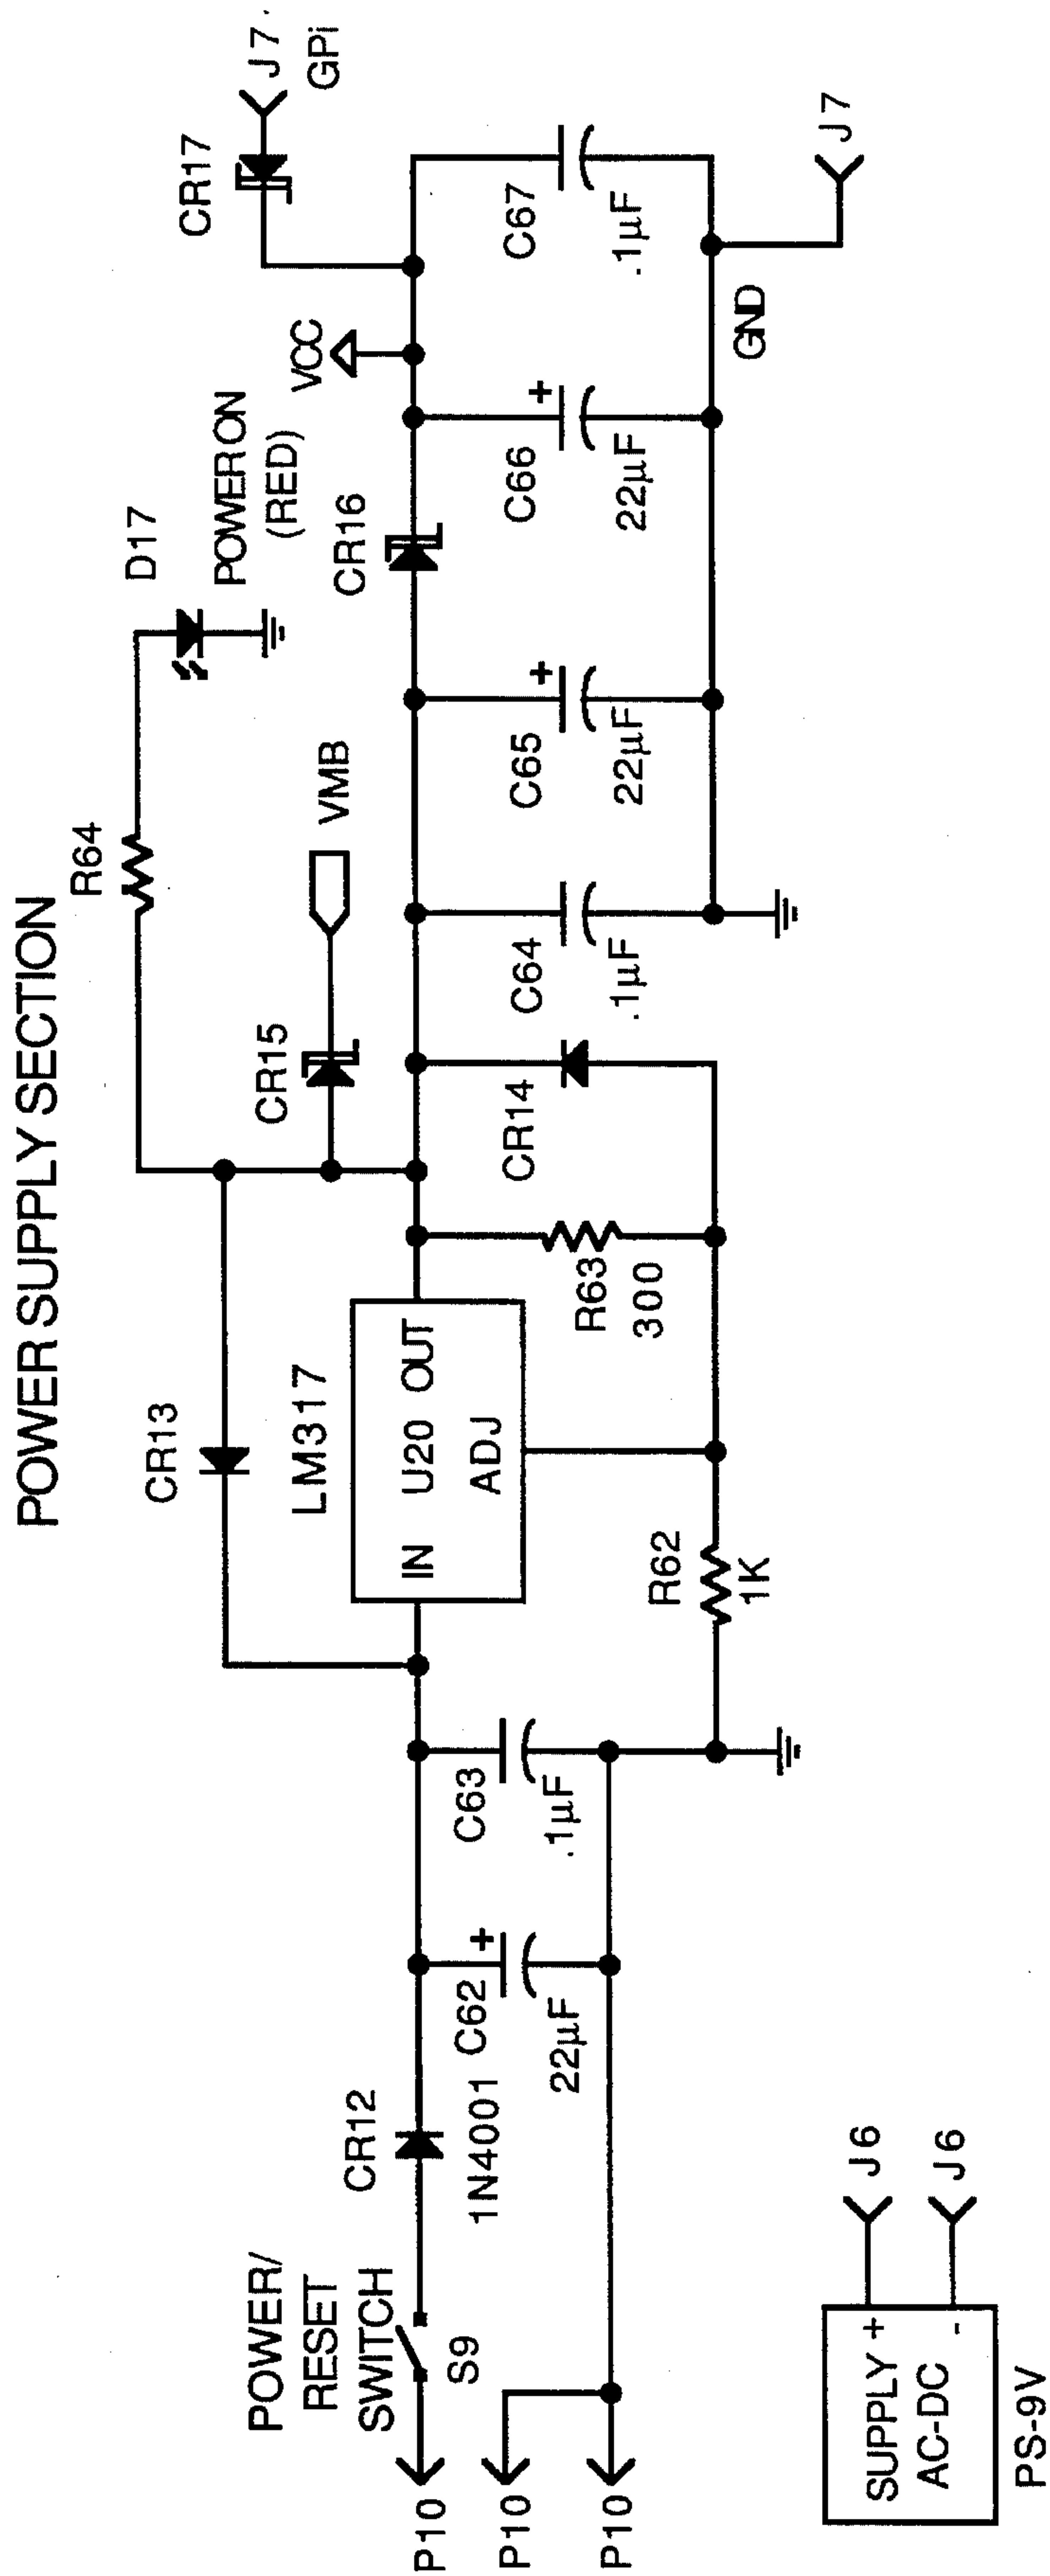 POWER SUPPLY SECTION
R64
D17
POWER ON
(RED)
CR17
J7
GPi
CR13
CR15
VMB
VCC
CR16
LM317
IN
U20
OUT
ADJ
POWER/
RESET
SWITCH
S9
CR12
1N4001
C62
22µF
C63
.1µF
R62
1K
R63
300
CR14
C64
.1µF
C65
+
22µF
C66
+
22µF
C67
.1µF
GND
J7
+
P10
P10
P10
SUPPLY +
AC-DC -
PS-9V
J6
J6